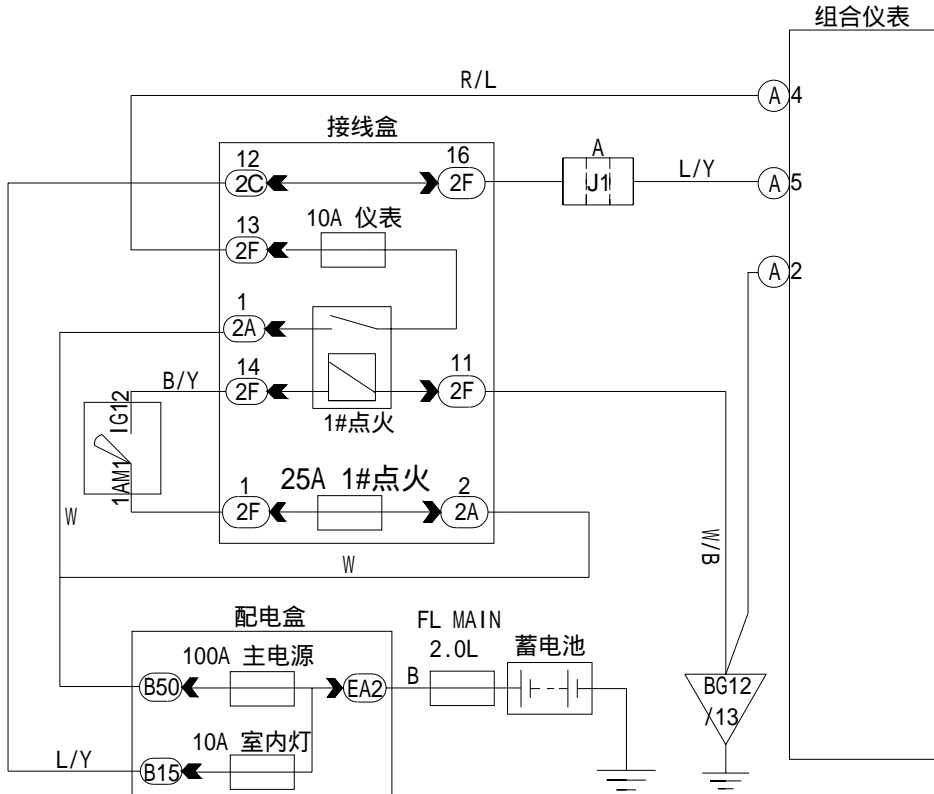 组合仪表
R/L
A 4
接线盒
12
2C
16
2F
A
J1
L/Y
A 5
13
2F
10A 仪表
A 2
1
2A
14
2F
B/Y
11
2F
1#点火
IG12
1AM1
25A 1#点火
1
2F
2
2A
W
W
W/B
配电盒
FL MAIN
2.0L
蓄电池
100A 主电源
B50
EA2
B
BG12
/13
10A 室内灯
L/Y
B15